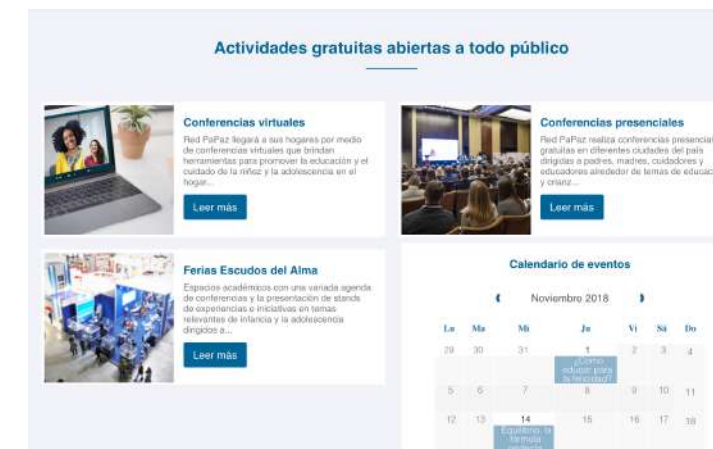 Actividades gratuitas abiertas a todo público
Conferencias virtuales
Red PaPaz llegará a sus hogares por medio
de conferencias virtuales que brindan
herramientas para promover la educación y el
cuidado de la niñez y la adolescencia en el
hogar...
Leer más
Conferencias presenciales
Red PaPaz realiza conferencias presencia
gratuitas en diferentes ciudades del país
dirigidas a padres, madres, cuidadores y
educadores alrededor de temas de educac
y crianz...
Leer más
Ferias Escudos del Alma
Espacios académicos con una variada agenda
de conferencias y la presentación de stands
de experiencias e iniciativas en temas
relevantes de infancia y la adolescencia
dirigidos a...
Leer más
Calendario de eventos
Noviembre 2018
Lu Ma Mi Ju Vi Sá Do
29 30 31 1 2 3 4
¿Cómo
educar para
la felicidad?
5 6 7 8 9 10 11
12 13 14 15 16 17 18
Equilibrio, la
fórmula
perfecta